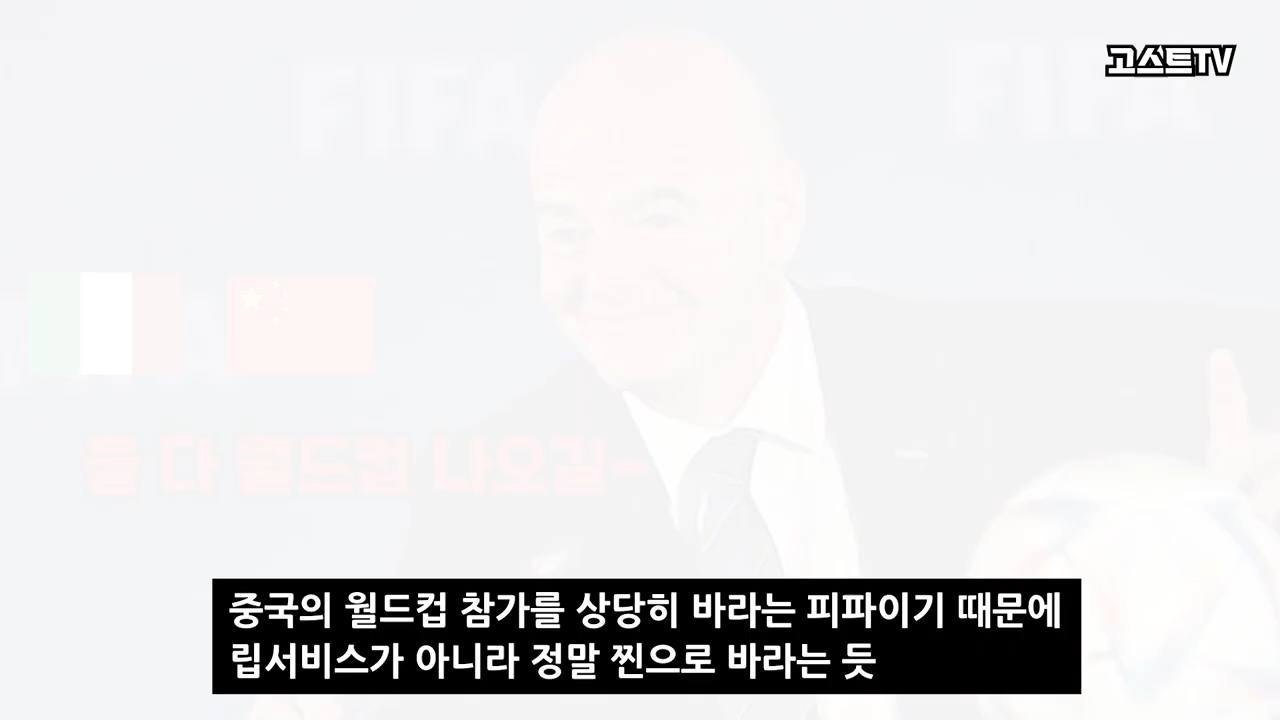 고스트TV
FIFA
FIFA
둘 다 월드컵 나오길~
중국의 월드컵 참가를 상당히 바라는 피파이기 때문에
립서비스가 아니라 정말 찐으로 바라는 듯